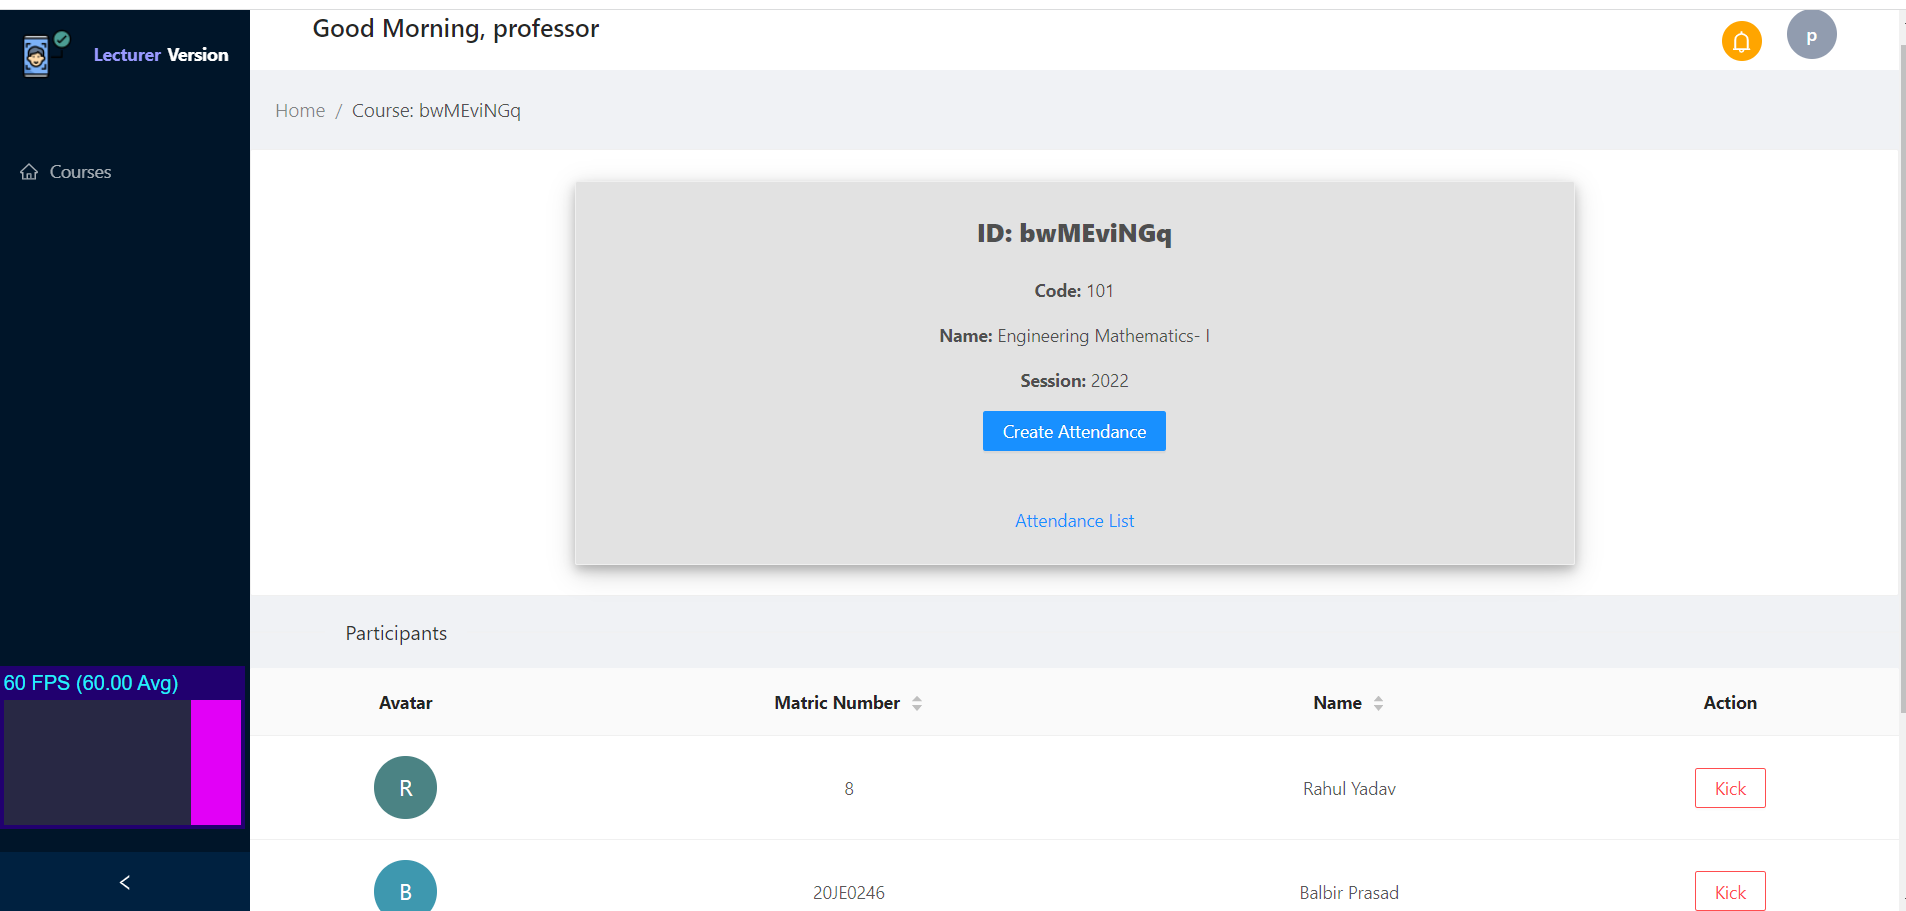 Good Morning, professor
p
Lecturer Version
Home / Course: bwMEviNGq
Courses
ID: bwMEviNGq
Code: 101
Name: Engineering Mathematics- I
Session: 2022
Create Attendance
Attendance List
Participants
60 FPS (60.00 Avg)
Avatar Matric Number Name Action
R 8 Rahul Yadav Kick
B 20JE0246 Balbir Prasad Kick